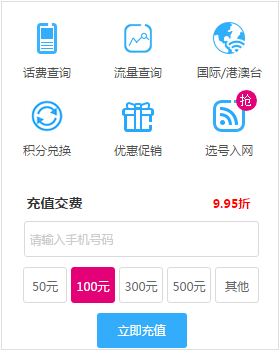 话费查询 流量查询 国际/港澳台
抢
积分兑换 优惠促销 选号入网
充值交费 9.95折
请输入手机号码
50元 100元 300元 500元 其他
立即充值